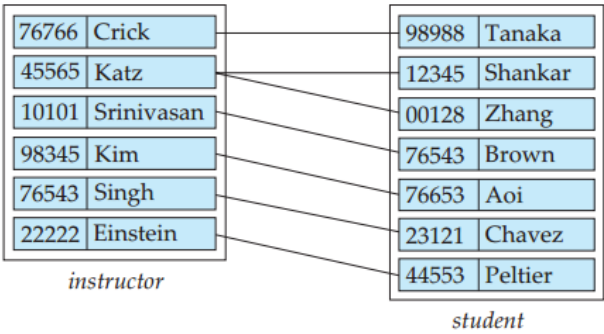 76766 Crick
45565 Katz
10101 Srinivasan
98345 Kim
76543 Singh
22222 Einstein
instructor
98988 Tanaka
12345 Shankar
00128 Zhang
76543 Brown
76653 Aoi
23121 Chavez
44553 Peltier
student